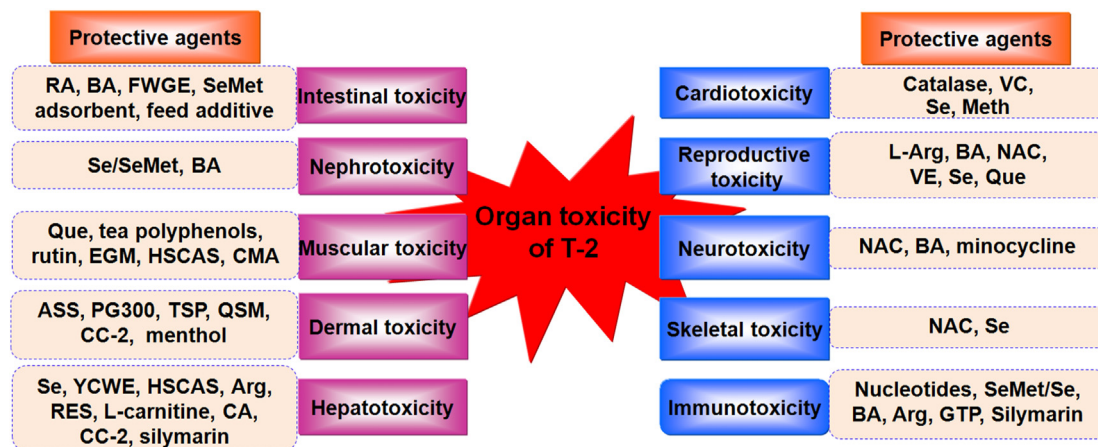 Protective agents
RA, BA, FWGE, SeMet
adsorbent, feed additive
Intestinal toxicity
Se/SeMet, BA
Nephrotoxicity
Que, tea polyphenols,
rutin, EGM, HSCAS, CMA
Muscular toxicity
ASS, PG300, TSP, QSM,
CC-2, menthol
Dermal toxicity
Se, YCWE, HSCAS, Arg,
RES, L-carnitine, CA,
CC-2, silymarin
Hepatotoxicity
Organ toxicity
of T-2
Protective agents
Cardiotoxicity
Catalase, VC,
Se, Meth
Reproductive
toxicity
L-Arg, BA, NAC,
VE, Se, Que
Neurotoxicity
NAC, BA, minocycline
Skeletal toxicity
NAC, Se
Immunotoxicity
Nucleotides, SeMet/Se,
BA, Arg, GTP, Silymarin